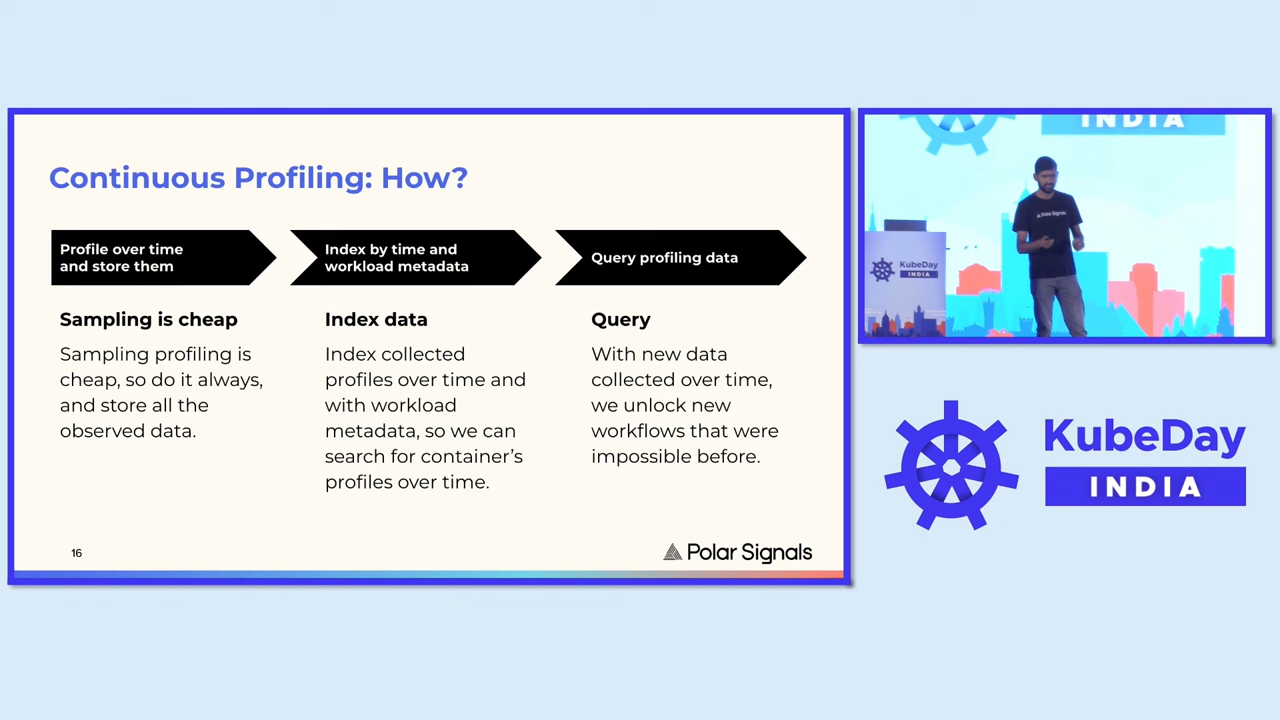 Continuous Profiling: How?
Profile over time
and store them
Index by time and
workload metadata
Query profiling data
Sampling is cheap
Sampling profiling is
cheap, so do it always,
and store all the
observed data.
Index data
Index collected
profiles over time and
with workload
metadata, so we can
search for container's
profiles over time.
Query
With new data
collected over time,
we unlock new
workflows that were
impossible before.
16
Polar Signals
INDIA
Polar Signals
KubeDay
INDIA
KubeDay
INDIA